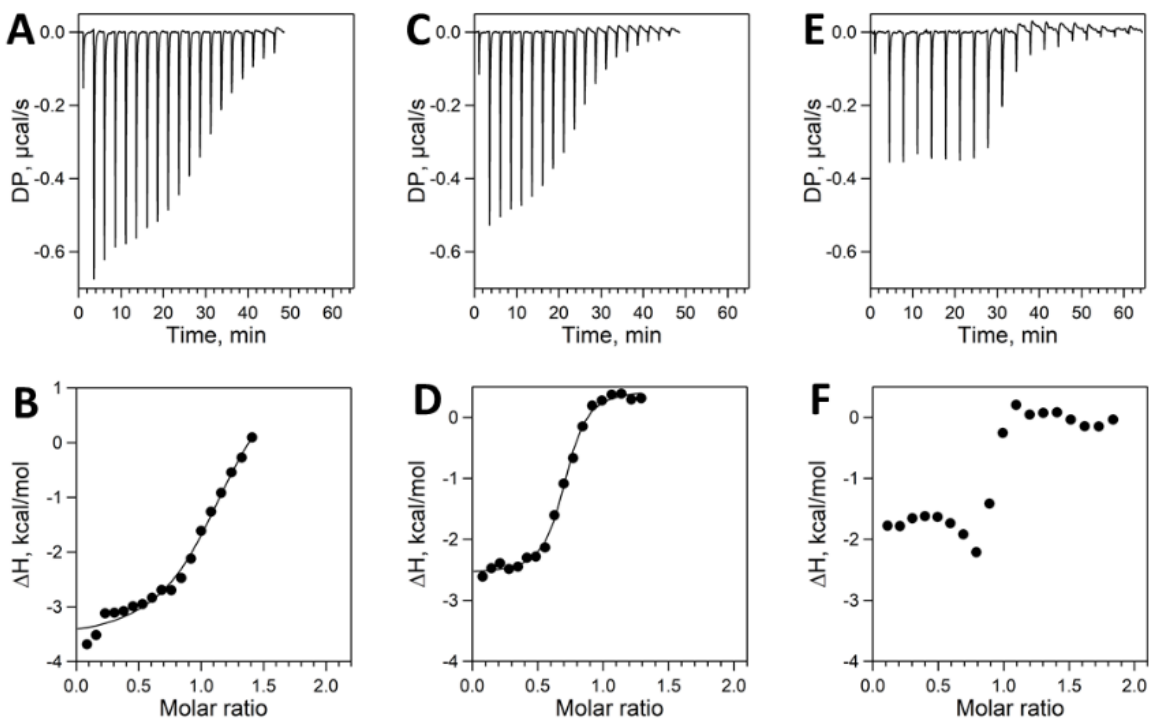 A
0.0
-0.2
-0.4
-0.6
DP, µcal/s
0 10 20 30 40 50 60
Time, min
C
0.0
-0.2
-0.4
-0.6
DP, µcal/s
0 10 20 30 40 50 60
Time, min
E
0.0
-0.2
-0.4
-0.6
DP, µcal/s
0 10 20 30 40 50 60
Time, min
B
1
0
-1
-2
-3
-4
ΔH, kcal/mol
0.0 0.5 1.0 1.5 2.0
Molar ratio
D
0
-1
-2
-3
-4
ΔH, kcal/mol
0.0 0.5 1.0 1.5 2.0
Molar ratio
F
0
-1
-2
-3
-4
ΔH, kcal/mol
0.0 0.5 1.0 1.5 2.0
Molar ratio